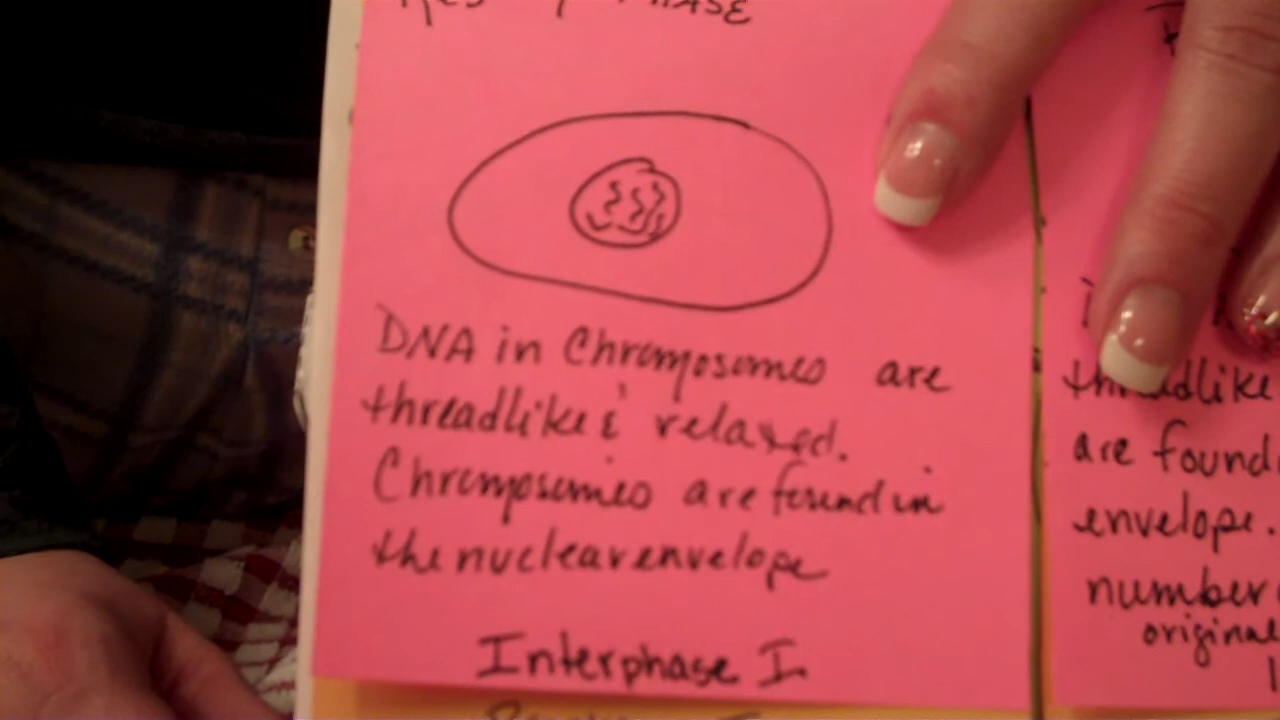 DNA in Chromosomes are
threadlike & relaxed.
Chromosomes are found in
the nuclear envelope
Interphase I
threadlike
are found
envelope.
number
original